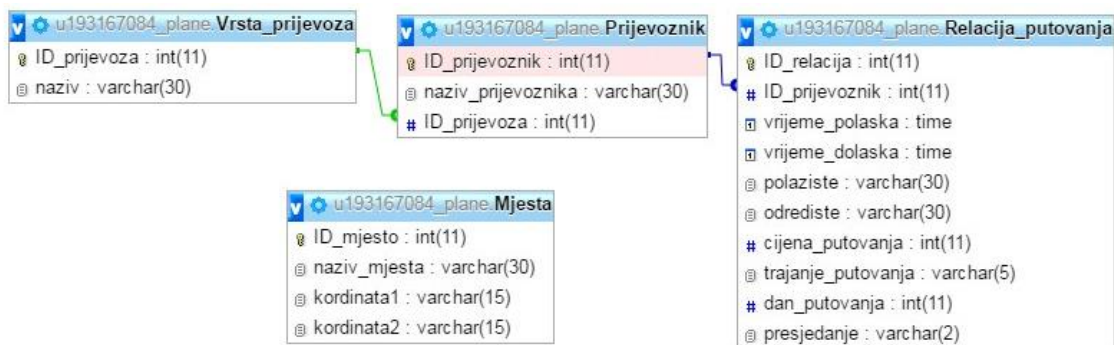 u193167084_plane.Vrsta_prijevoza
ID_prijevoza : int(11)
naziv : varchar(30)
u193167084_plane.Prijevoznik
ID_prijevoznik : int(11)
naziv_prijevoznika : varchar(30)
ID_prijevoza : int(11)
u193167084_plane.Relacija_putovanja
ID_relacija : int(11)
ID_prijevoznik : int(11)
vrijeme_polaska : time
vrijeme_dolaska : time
polaziste : varchar(30)
odrediste : varchar(30)
cijena_putovanja : int(11)
trajanje_putovanja : varchar(5)
dan_putovanja : int(11)
presjedanje : varchar(2)
u193167084_plane.Mjesta
ID_mjesto : int(11)
naziv_mjesta : varchar(30)
kordinata1 : varchar(15)
kordinata2 : varchar(15)